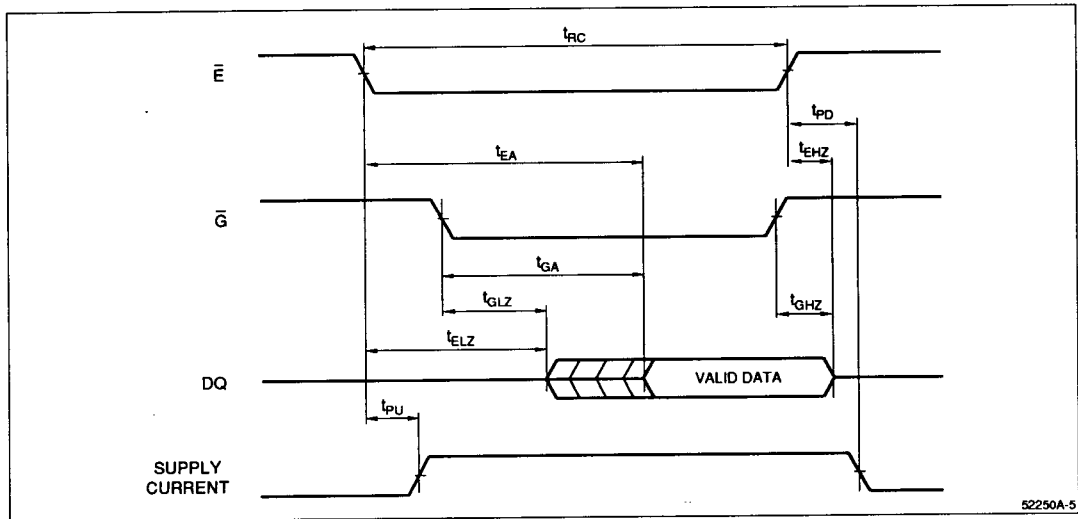 tRC
E̅
tPD
tEHZ
tEA
G̅
tGA
tGHZ
tGLZ
tELZ
DQ
VALID DATA
tPU
SUPPLY
CURRENT
52250A-5